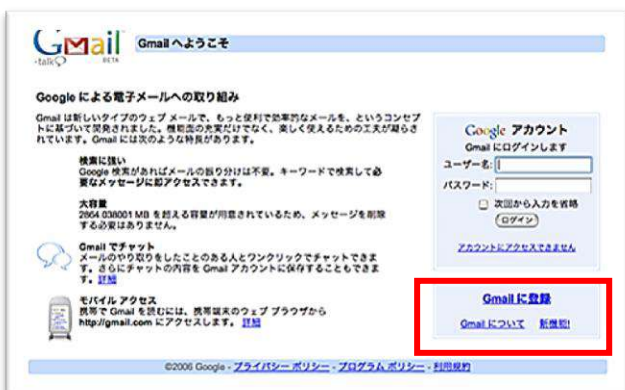 Gmail
-talk
BETA
Gmail へようこそ
Google による電子メールへの取り組み
Gmail は新しいタイプのウェブ メールで、もっと便利で効率的なメールを、というコンセプ
トに基づいて開発されました。機能面の充実だけでなく、楽しく使えるための工夫が凝らさ
れています。Gmail には次のような特長があります。
検索に強い
Google 検索があればメールの振り分けは不要。キーワードで検索して必
要なメッセージに即アクセスできます。
大容量
2864.038001 MB を超える容量が用意されているため、メッセージを削除
する必要はありません。
Gmail でチャット
メールのやり取りをしたことのある人とワンクリックでチャットできま
す。さらにチャットの内容を Gmail アカウントに保存することもできま
す。詳細
モバイル アクセス
携帯で Gmail を読むには、携帯端末のウェブ ブラウザから
http://gmail.com にアクセスします。 詳細
Google アカウント
Gmail にログインします
ユーザー名:
パスワード:
次回から入力を省略
ログイン
アカウントにアクセスできません
Gmail に登録
Gmail について 新機能!
©2006 Google - プライバシー ポリシー - プログラム ポリシー - 利用規約